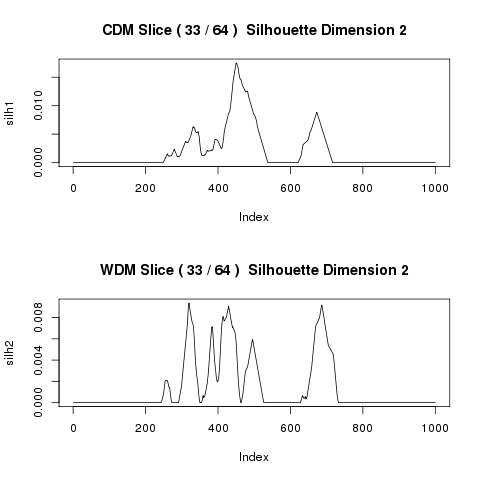 CDM Slice ( 33 / 64 )  Silhouette Dimension 2
silh1
0.010
0.000
0 200 400 600 800 1000
Index
WDM Slice ( 33 / 64 )  Silhouette Dimension 2
silh2
0.008
0.004
0.000
0 200 400 600 800 1000
Index